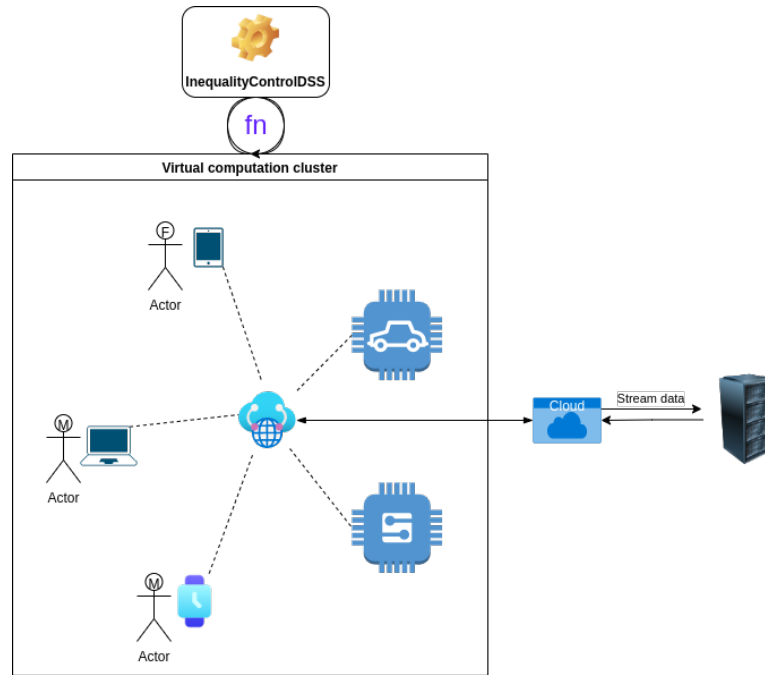 InequalityControlDSS
fn
Virtual computation cluster
F
Actor
M
Actor
M
Actor
Cloud
Stream data